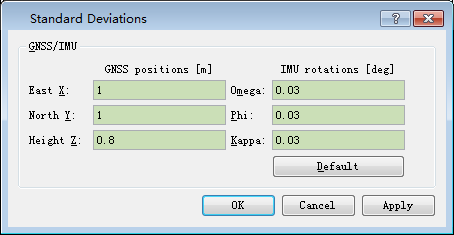 Standard Deviations
GNSS/IMU
GNSS positions [m] IMU rotations [deg]
East X: 1 Omega: 0.03
North Y: 1 Phi: 0.03
Height Z: 0.8 Kappa: 0.03
Default
OK Cancel Apply